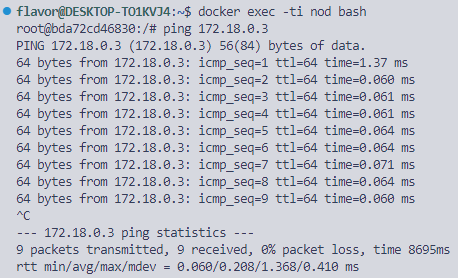 flavor@DESKTOP-TO1KVJ4:~$ docker exec -ti nod bash
root@bda72cd46830:/# ping 172.18.0.3
PING 172.18.0.3 (172.18.0.3) 56(84) bytes of data.
64 bytes from 172.18.0.3: icmp_seq=1 ttl=64 time=1.37 ms
64 bytes from 172.18.0.3: icmp_seq=2 ttl=64 time=0.060 ms
64 bytes from 172.18.0.3: icmp_seq=3 ttl=64 time=0.061 ms
64 bytes from 172.18.0.3: icmp_seq=4 ttl=64 time=0.061 ms
64 bytes from 172.18.0.3: icmp_seq=5 ttl=64 time=0.064 ms
64 bytes from 172.18.0.3: icmp_seq=6 ttl=64 time=0.064 ms
64 bytes from 172.18.0.3: icmp_seq=7 ttl=64 time=0.071 ms
64 bytes from 172.18.0.3: icmp_seq=8 ttl=64 time=0.064 ms
64 bytes from 172.18.0.3: icmp_seq=9 ttl=64 time=0.060 ms
^C
--- 172.18.0.3 ping statistics ---
9 packets transmitted, 9 received, 0% packet loss, time 8695ms
rtt min/avg/max/mdev = 0.060/0.208/1.368/0.410 ms